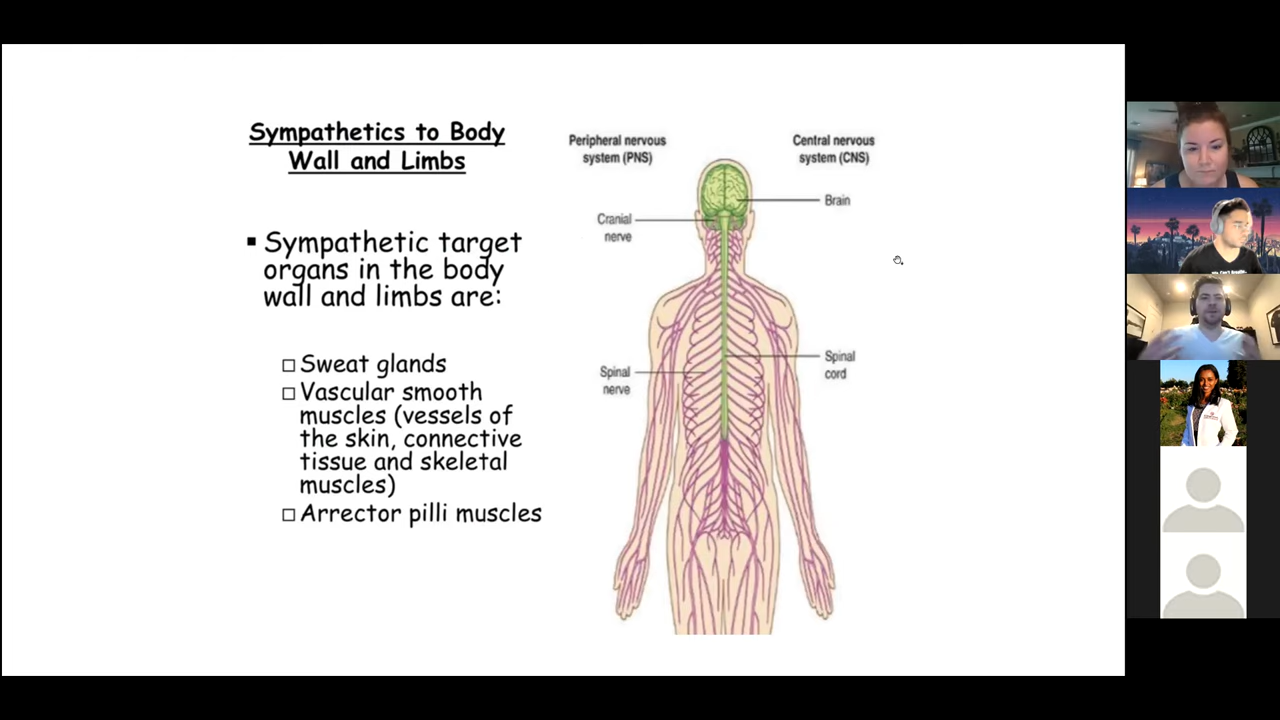 Sympathetics to Body
Wall and Limbs
Sympathetic target
organs in the body
wall and limbs are:
Sweat glands
Vascular smooth
muscles (vessels of
the skin, connective
tissue and skeletal
muscles)
Arrector pilli muscles
Peripheral nervous
system (PNS)
Central nervous
system (CNS)
Brain
Cranial
nerve
Spinal
nerve
Spinal
cord